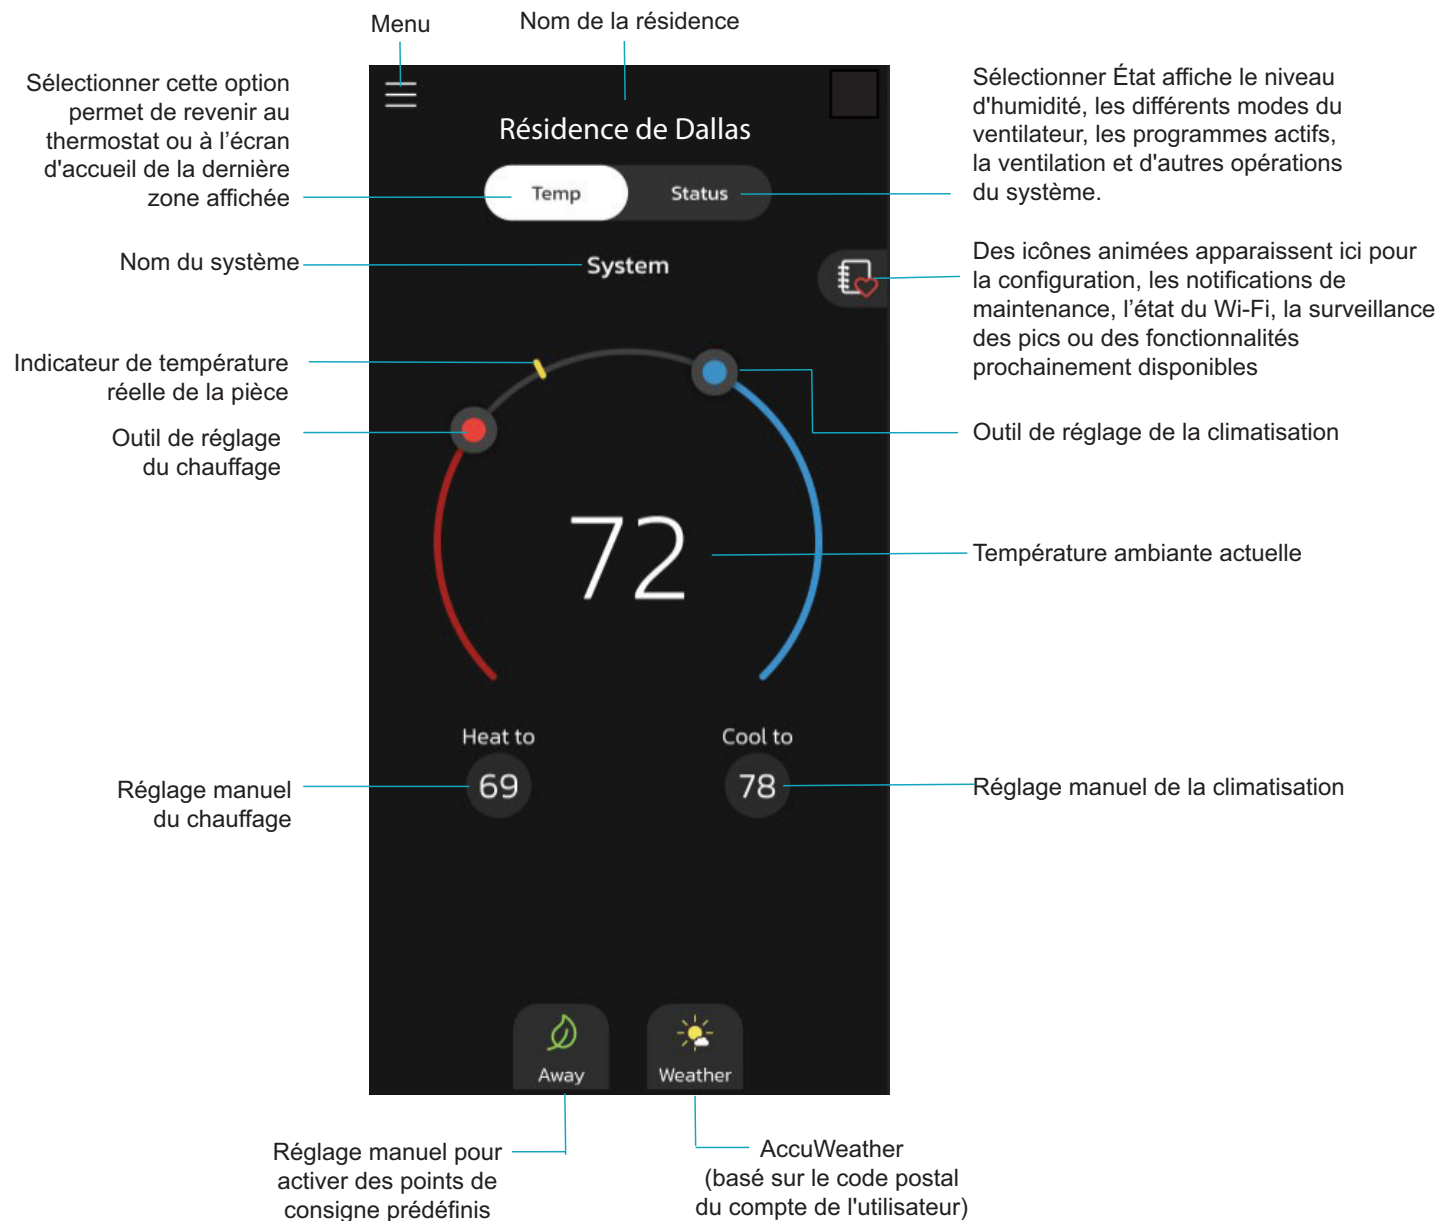 Menu
Nom de la résidence
Sélectionner cette option
permet de revenir au
thermostat ou à l’écran
d'accueil de la dernière
zone affichée
Sélectionner État affiche le niveau
d'humidité, les différents modes du
ventilateur, les programmes actifs,
la ventilation et d'autres opérations
du système.
Résidence de Dallas
Temp
Status
Nom du système
System
Des icônes animées apparaissent ici pour
la configuration, les notifications de
maintenance, l’état du Wi-Fi, la surveillance
des pics ou des fonctionnalités
prochainement disponibles
Indicateur de température
réelle de la pièce
Outil de réglage
du chauffage
Outil de réglage de la climatisation
72
Température ambiante actuelle
Heat to
69
Cool to
78
Réglage manuel
du chauffage
Réglage manuel de la climatisation
Away
Weather
Réglage manuel pour
activer des points de
consigne prédéfinis
AccuWeather
(basé sur le code postal
du compte de l'utilisateur)